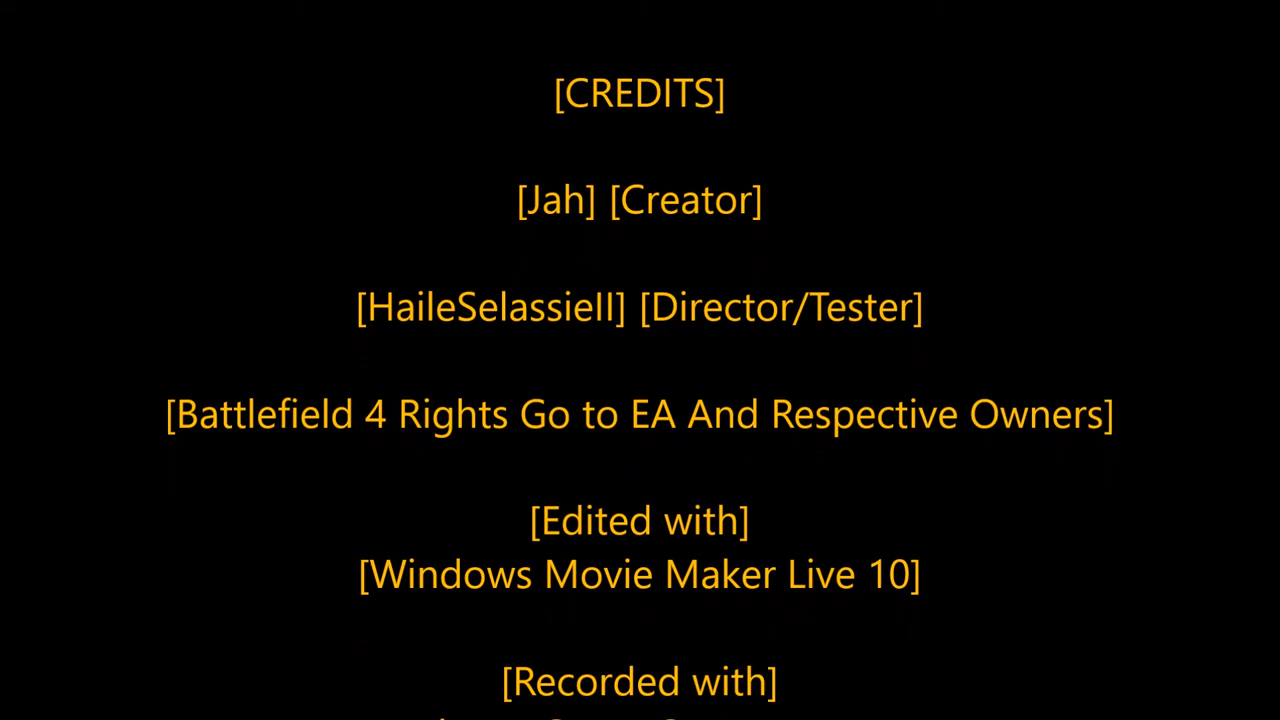 [CREDITS]
[Jah] [Creator]
[HaileSelassieII] [Director/Tester]
[Battlefield 4 Rights Go to EA And Respective Owners]
[Edited with]
[Windows Movie Maker Live 10]
[Recorded with]